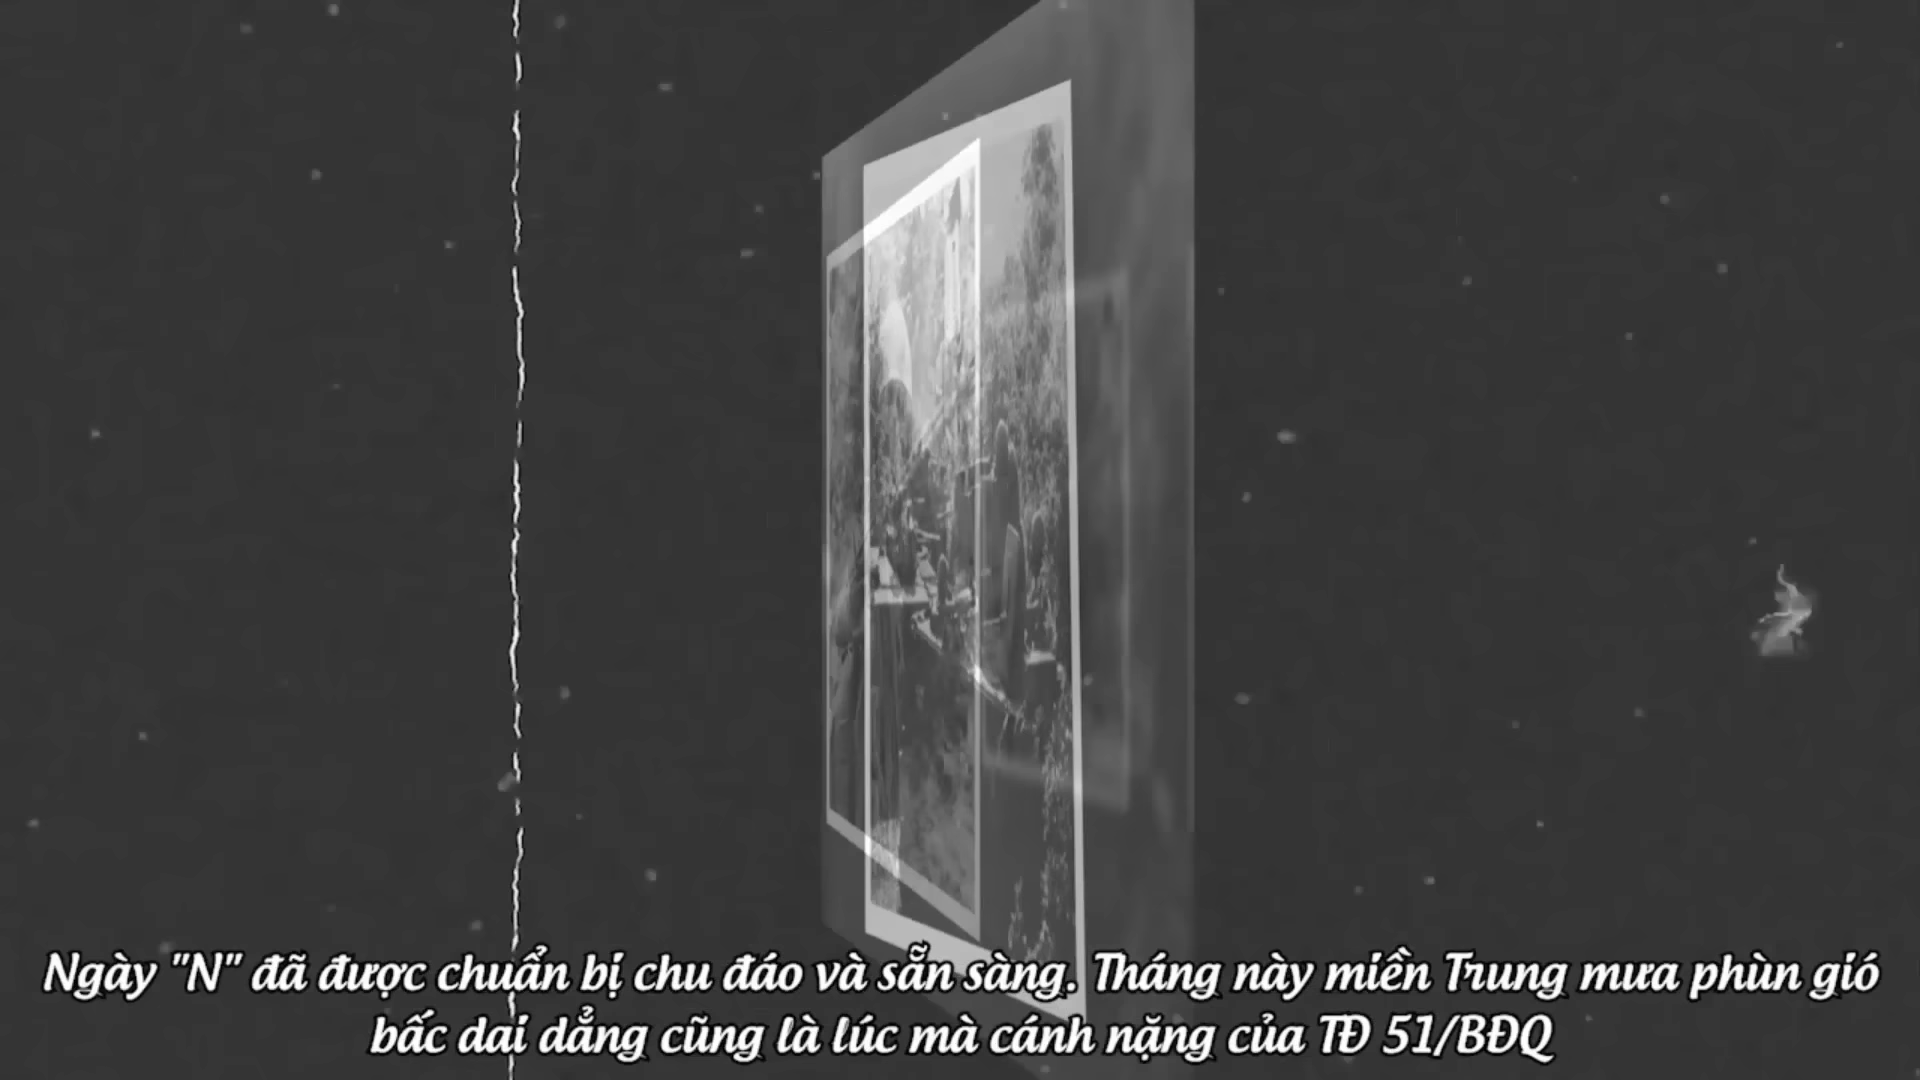 Ngày "N" đã được chuẩn bị chu đáo và sẵn sàng. Tháng này miền Trung mưa phùn gió
bấc dai dẳng cũng là lúc mà cánh nặng của TĐ 51/BĐQ